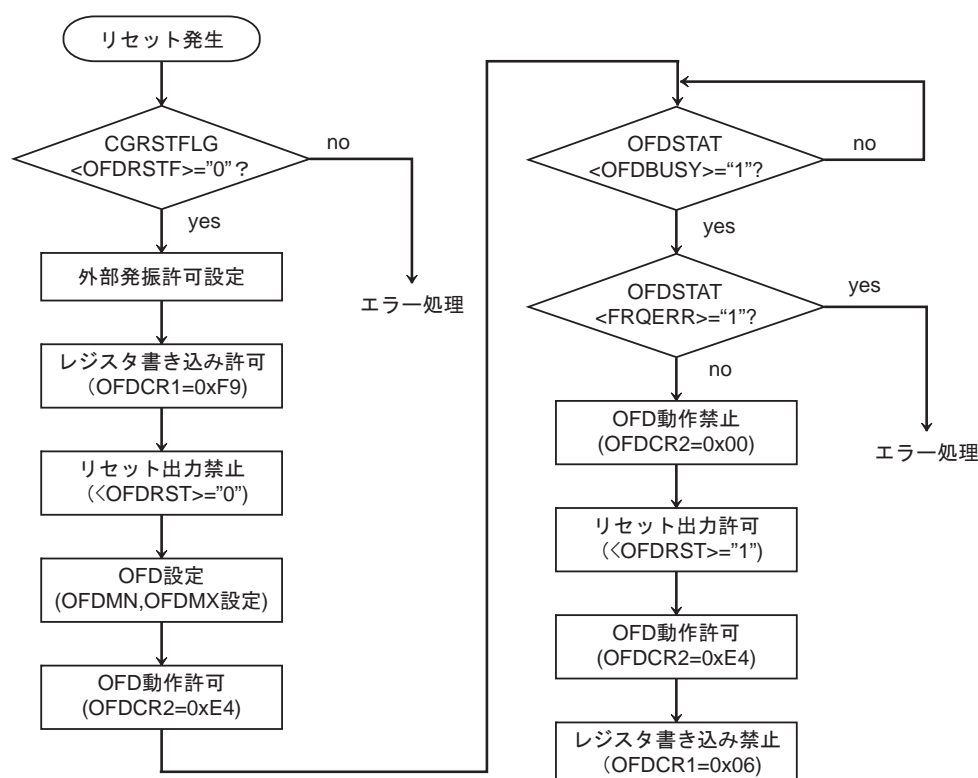 リセット発生
CGRSTFLG
<OFDRSTF>="0"?
no
yes
外部発振許可設定
エラー処理
レジスタ書き込み許可
(OFDCR1=0xF9)
リセット出力禁止
(<OFDRST>="0")
OFD設定
(OFDMN,OFDMX設定)
OFD動作許可
(OFDCR2=0xE4)
OFDSTAT
<OFDBUSY>=“1”?
no
yes
OFDSTAT
<FRQERR>=“1”?
yes
no
OFD動作禁止
(OFDCR2=0x00)
エラー処理
リセット出力許可
(<OFDRST>="1")
OFD動作許可
(OFDCR2=0xE4)
レジスタ書き込み禁止
(OFDCR1=0x06)